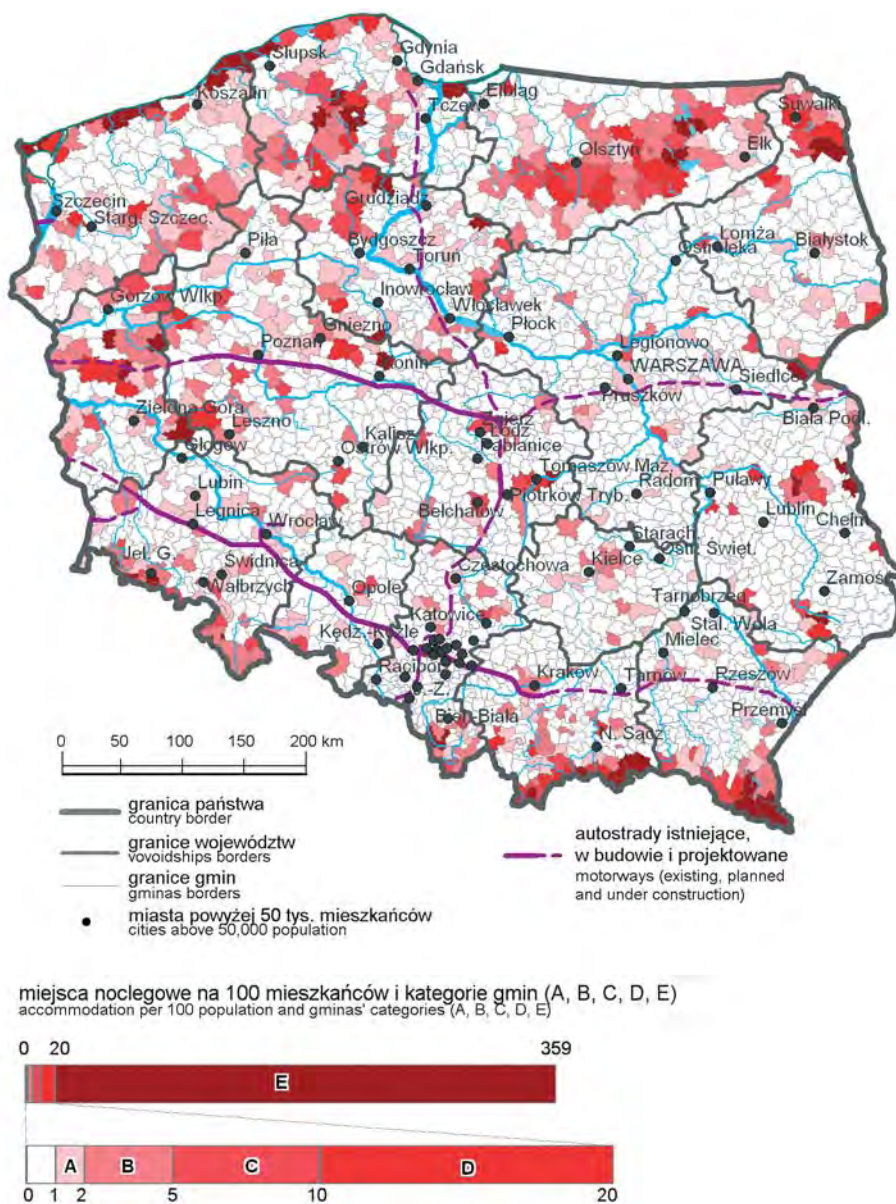 Słupsk
Gdynia
Gdańsk
Koszalin
Tczew
Elbląg
Suwałki
Olsztyn
Ełk
Szczecin
Starg. Szczec.
Grudziądz
Piła
Bydgoszcz
Toruń
Ostrołęka
Łomża
Białystok
Gorzów Wlkp.
Inowrocław
Włocławek
Płock
Gniezno
Poznań
Konin
Legionowo
WARSZAWA
Pruszków
Siedlce
Biała Podl.
Zielona Góra
Leszno
Głogów
Kalisz
Ostrów Wlkp.
Zgierz
Łódź
Pabianice
Tomaszów Maz.
Radom
Puławy
Piotrków Tryb.
Bełchatów
Lubin
Legnica
Wrocław
Lublin
Chełm
Jel. G.
Świdnica
Wałbrzych
Opole
Częstochowa
Kielce
Starach.
Ostr. Święt.
Zamość
Tarnobrzeg
Stal. Wola
Mielec
Katowice
Kędz.-Koźle
Racibórz
-Z.
Kraków
Tarnów
Rzeszów
Przemyśl
Biel.-Biała
N. Sącz
0 60 120 200 km
granica państwa
country border
granice województw
vovoidships borders
granice gmin
gminas borders
miasta powyżej 50 tys. mieszkańców
cities above 50,000 population
autostrady istniejące,
w budowie i projektowane
motorways (existing, planned
and under construction)
miejsca noclegowe na 100 mieszkańców i kategorie gmin (A, B, C, D, E)
accommodation per 100 population and gminas' categories (A, B, C, D, E)
0 20 359
E
A B C D
0 1 2 5 10 20